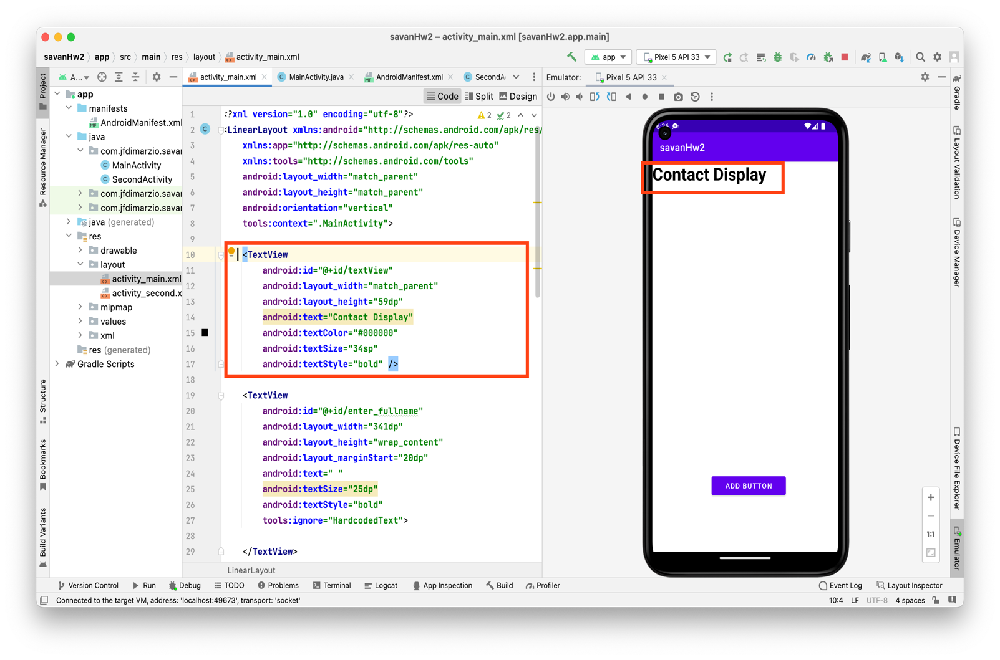 savanHw2 – activity_main.xml [savanHw2.app.main]
savanHw2 app src main res layout activity_main.xml
app Pixel 5 API 33
A... activity_main.xml MainActivity.java AndroidManifest.xml SecondA
Emulator: Pixel 5 API 33
Code Split Design
Project
Resource Manager
Structure
Bookmarks
Build Variants
app
manifests
AndroidManifest.xml
java
com.jfdimarzio.savar
MainActivity
SecondActivity
com.jfdimarzio.savar
com.jfdimarzio.savar
java (generated)
res
drawable
layout
activity_main.xml
activity_second.x
mipmap
values
xml
res (generated)
Gradle Scripts
2 2
1 <?xml version="1.0" encoding="utf-8"?>
2 <LinearLayout xmlns:android="http://schemas.android.com/apk/res/
3 xmlns:app="http://schemas.android.com/apk/res-auto"
4 xmlns:tools="http://schemas.android.com/tools"
5 android:layout_width="match_parent"
6 android:layout_height="match_parent"
7 android:orientation="vertical"
8 tools:context=".MainActivity">
9
10 <TextView
11 android:id="@+id/textView"
12 android:layout_width="match_parent"
13 android:layout_height="59dp"
14 android:text="Contact Display"
15 android:textColor="#000000"
16 android:textSize="34sp"
17 android:textStyle="bold" />
18
19 <TextView
20 android:id="@+id/enter_fullname"
21 android:layout_width="341dp"
22 android:layout_height="wrap_content"
23 android:layout_marginStart="20dp"
24 android:text=" "
25 android:textSize="25dp"
26 android:textStyle="bold"
27 tools:ignore="HardcodedText">
28
29 </TextView>
LinearLayout
savanHw2
Contact Display
ADD BUTTON
1:1
Gradle
Layout Validation
Device Manager
Device File Explorer
Emulator
Version Control Run Debug TODO Problems Terminal Logcat App Inspection Build Profiler Event Log Layout Inspector
Connected to the target VM, address: 'localhost:49673', transport: 'socket' 10:4 LF UTF-8 4 spaces